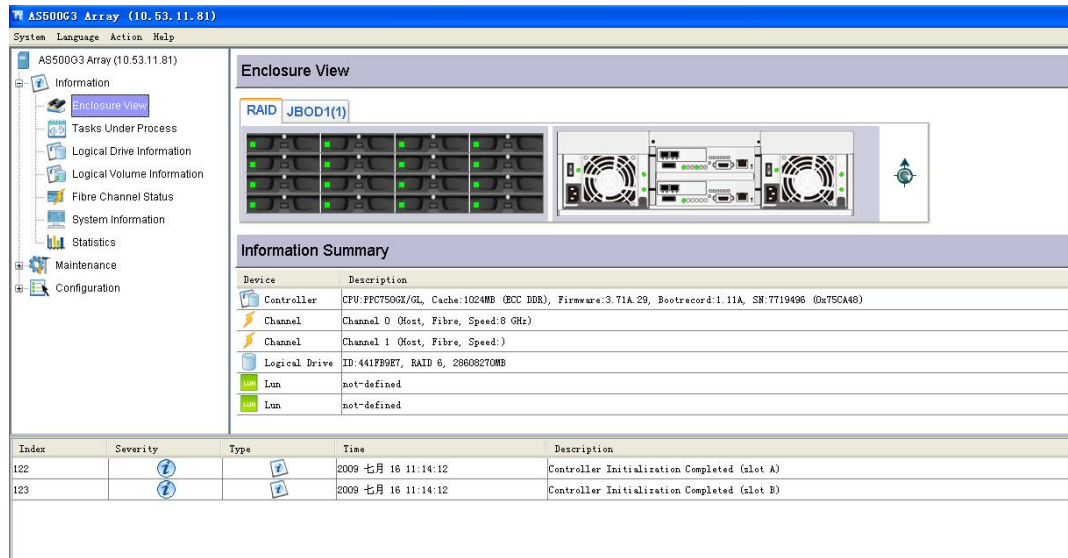 AS500G3 Array (10.53.11.81)
System Language Action Help
AS500G3 Array (10.53.11.81)
Information
Enclosure View
Tasks Under Process
Logical Drive Information
Logical Volume Information
Fibre Channel Status
System Information
Statistics
Maintenance
Configuration
Enclosure View
RAID JBOD1(1)
Information Summary
Device Description
Controller CPU:PPC750GX/GL, Cache:1024MB (ECC DDR), Firmware:3.71A.29, Bootrecord:1.11A, SN:7719496 (0x75CA48)
Channel Channel 0 (Host, Fibre, Speed:8 GHz)
Channel Channel 1 (Host, Fibre, Speed:)
Logical Drive ID:441FB9E7, RAID 6, 28608270MB
LUN Lun not-defined
LUN Lun not-defined
Index Severity Type Time Description
122 2009 七月 16 11:14:12 Controller Initialization Completed (slot A)
123 2009 七月 16 11:14:12 Controller Initialization Completed (slot B)